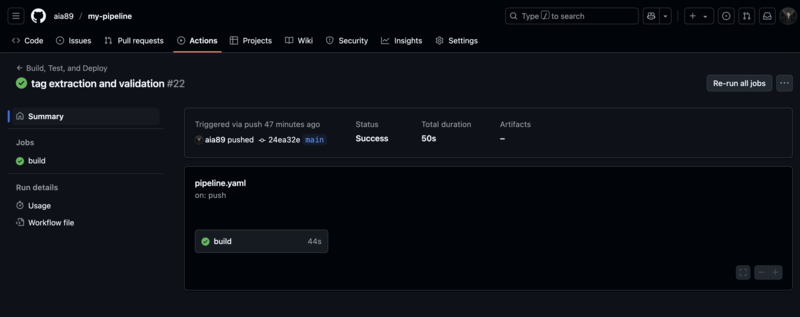 aia89 / my-pipeline
Type / to search
Code Issues Pull requests Actions Projects Wiki Security Insights Settings
← Build, Test, and Deploy
tag extraction and validation #22
Re-run all jobs
Summary
Jobs
build
Run details
Usage
Workflow file
Triggered via push 47 minutes ago
aia89 pushed 24ea32e main
Status
Success
Total duration
50s
Artifacts
–
pipeline.yaml
on: push
build 44s